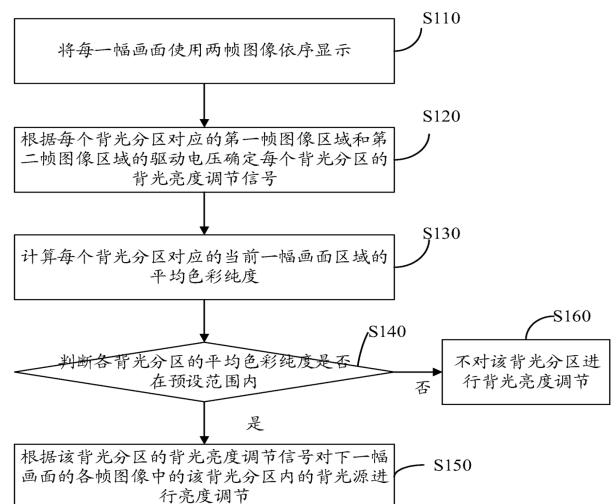 S110
将每一幅画面使用两帧图像依序显示
S120
根据每个背光分区对应的第一帧图像区域和第
二帧图像区域的驱动电压确定每个背光分区的
背光亮度调节信号
S130
计算每个背光分区对应的当前一幅画面区域的
平均色彩纯度
S140
判断各背光分区的平均色彩纯度是否
在预设范围内
S160
不对该背光分区进
行背光亮度调节
否
是
S150
根据该背光分区的背光亮度调节信号对下一幅
画面的各帧图像中的该背光分区内的背光源进
行亮度调节